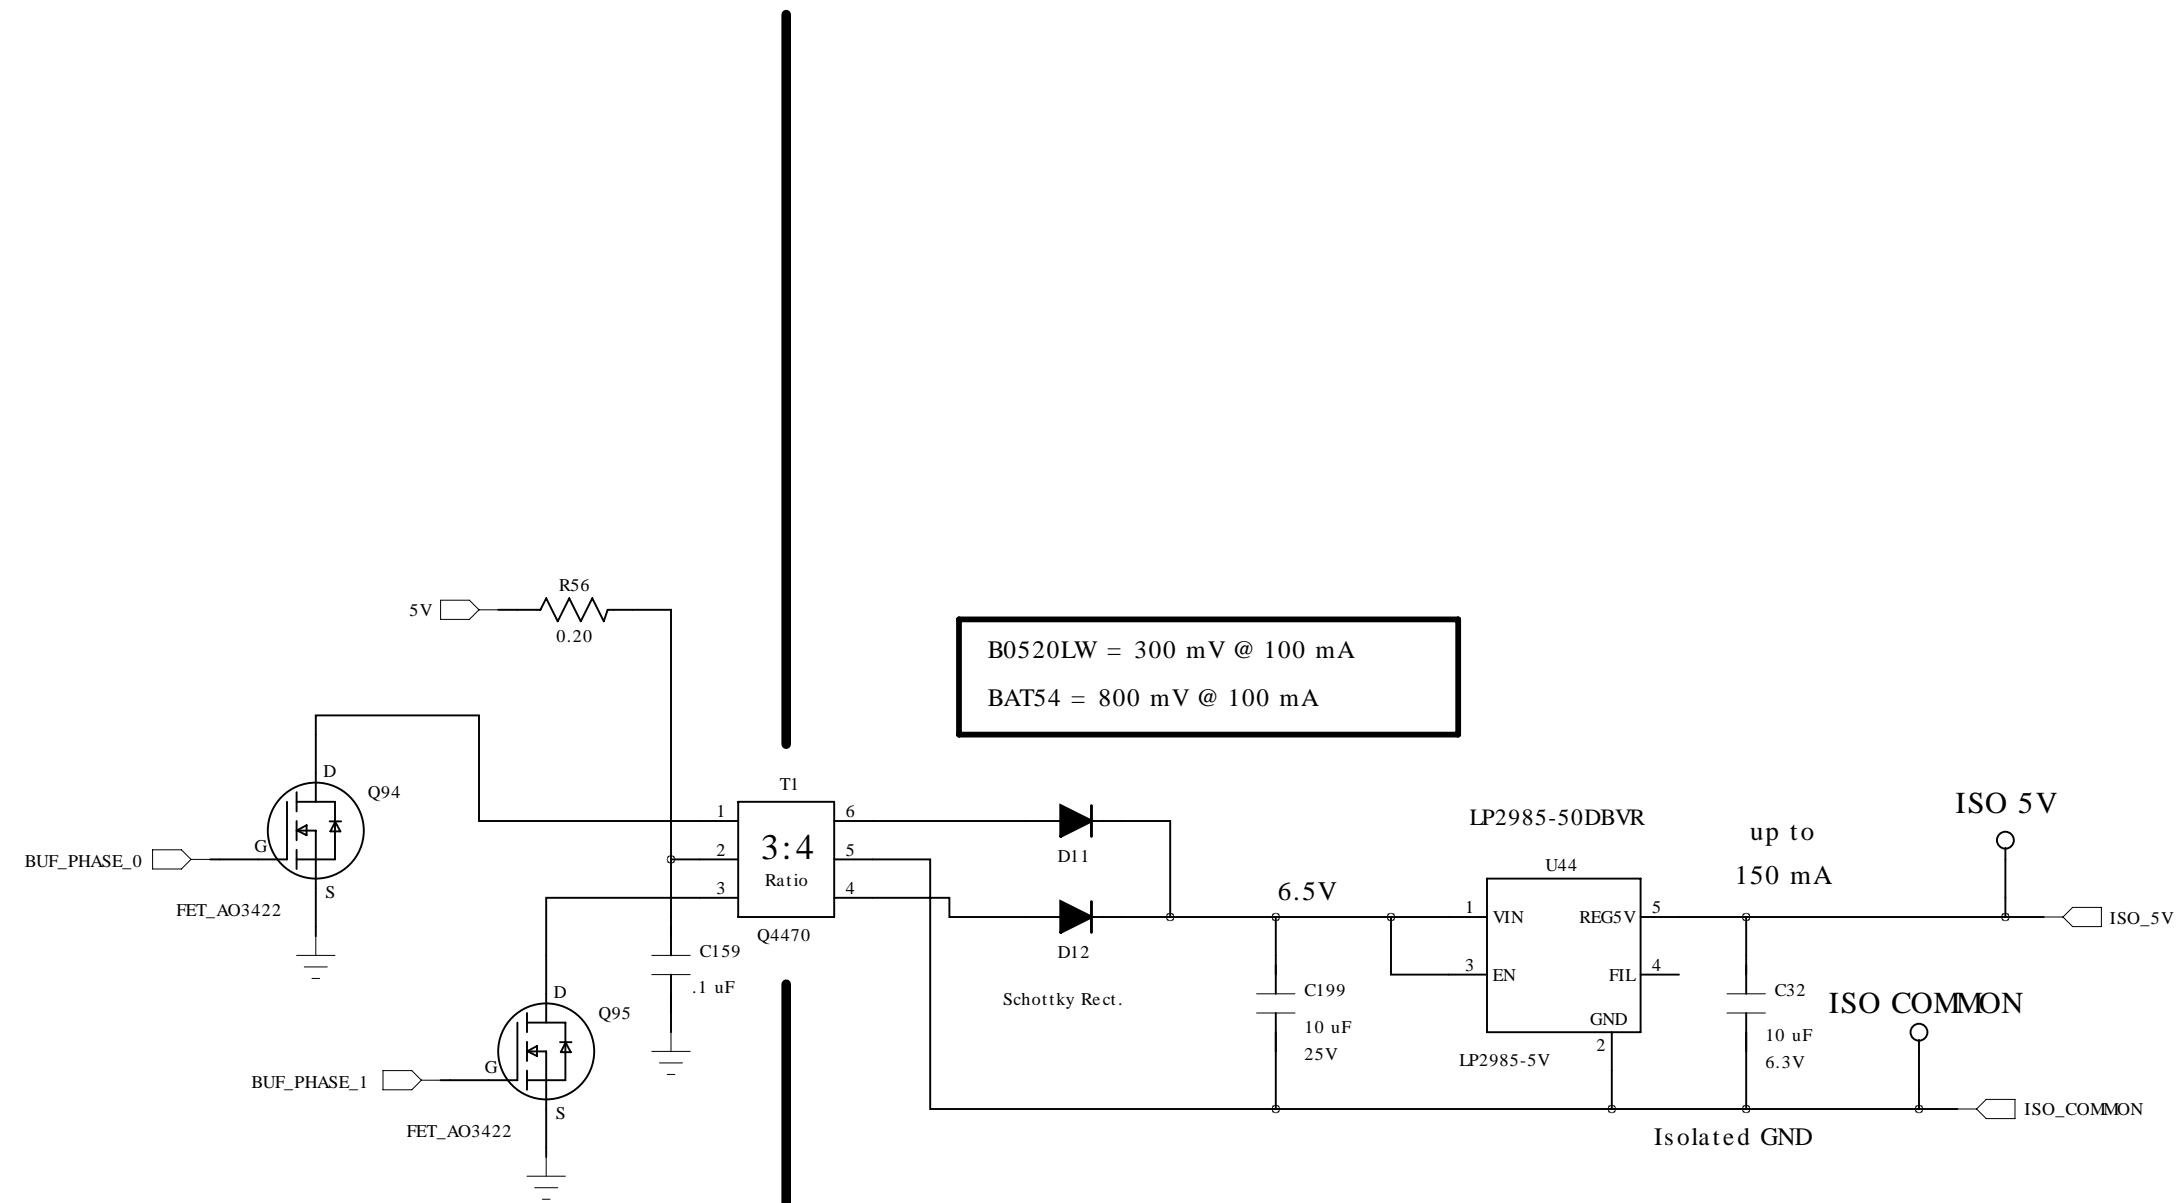 R56
5V
0.20
B0520LW = 300 mV @ 100 mA
BAT54 = 800 mV @ 100 mA
D
Q94
G
BUF_PHASE_0
S
FET_AO3422
T1
1
2
3
3:4
Ratio
6
5
4
Q4470
C159
.1 uF
D
Q95
G
BUF_PHASE_1
S
FET_AO3422
D11
D12
Schottky Rect.
6.5V
C199
10 uF
25V
LP2985-50DBVR
U44
1
VIN
REG5V
5
3
EN
FIL
4
GND
2
LP2985-5V
up to
150 mA
ISO 5V
ISO_5V
C32
10 uF
6.3V
ISO COMMON
ISO_COMMON
Isolated GND